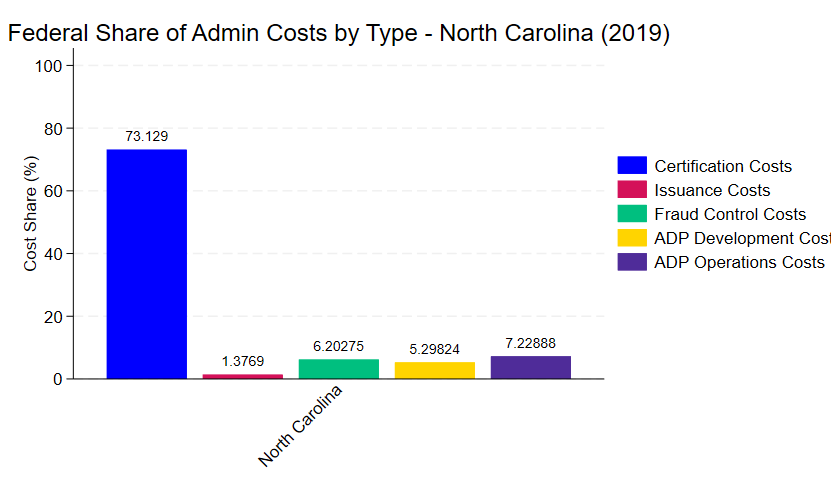 Federal Share of Admin Costs by Type - North Carolina (2019)
100
80
60
40
20
0
Cost Share (%)
73.129
1.3769
6.20275
5.29824
7.22888
North Carolina
Certification Costs
Issuance Costs
Fraud Control Costs
ADP Development Cost
ADP Operations Costs